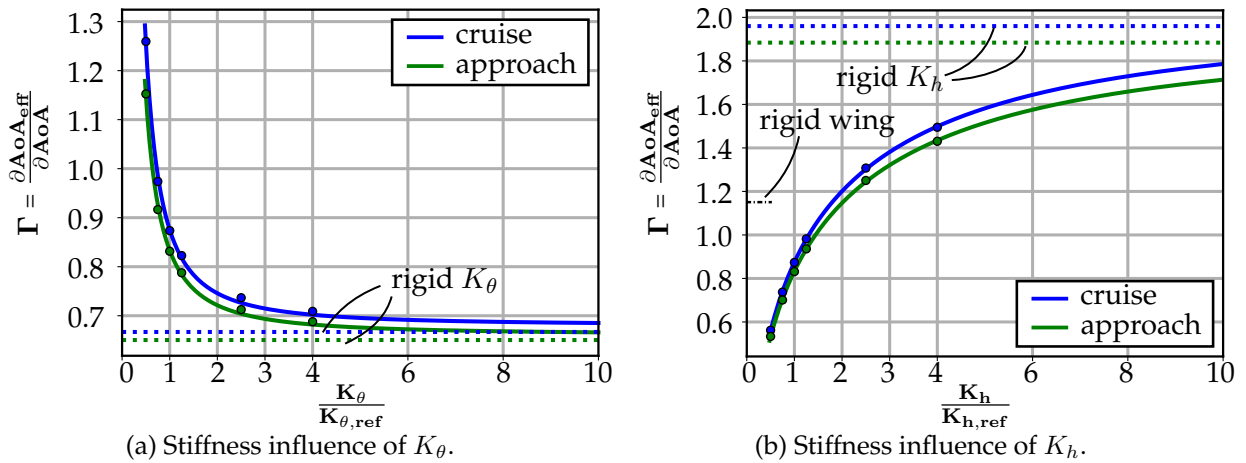 1.3
1.2
1.1
1.0
0.9
0.8
0.7
Γ = ∂AoA_eff / ∂AoA
cruise
approach
rigid K_θ
0 1 2 4 6 8 10
K_θ / K_θ,ref
(a) Stiffness influence of K_θ.
2.0
1.8
1.6
1.4
1.2
1.0
0.8
0.6
Γ = ∂AoA_eff / ∂AoA
rigid K_h
rigid wing
cruise
approach
0 1 2 4 6 8 10
K_h / K_h,ref
(b) Stiffness influence of K_h.